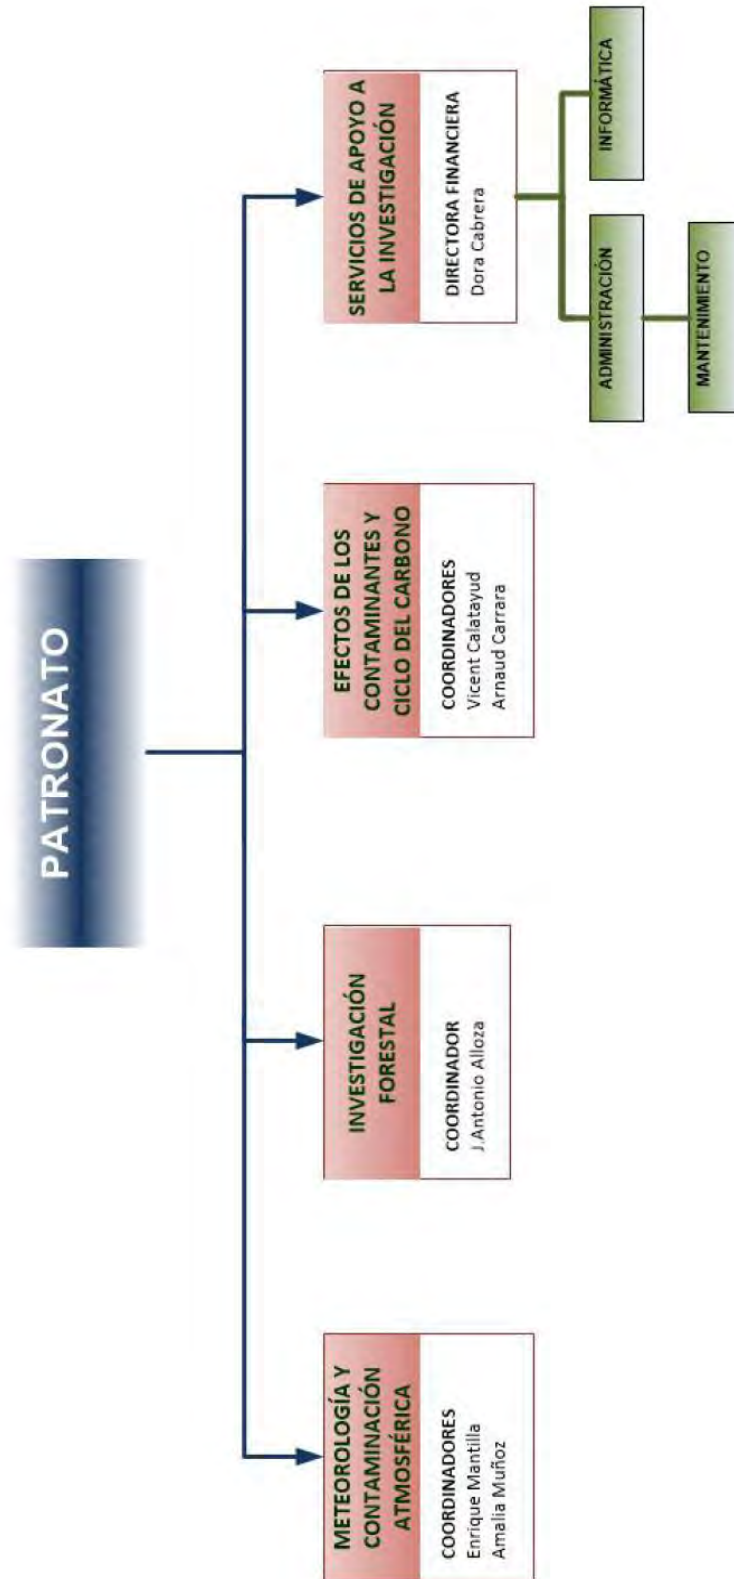 PATRONATO
METEOROLOGÍA Y
CONTAMINACIÓN
ATMOSFÉRICA
COORDINADORES
Enrique Mantilla
Amalia Muñoz
INVESTIGACIÓN
FORESTAL
COORDINADOR
J.Antonio Alloza
EFECTOS DE LOS
CONTAMINANTES Y
CICLO DEL CARBONO
COORDINADORES
Vicent Calatayud
Arnaud Carrara
SERVICIOS DE APOYO A
LA INVESTIGACIÓN
DIRECTORA FINANCIERA
Dora Cabrera
ADMINISTRACIÓN
INFORMÁTICA
MANTENIMIENTO